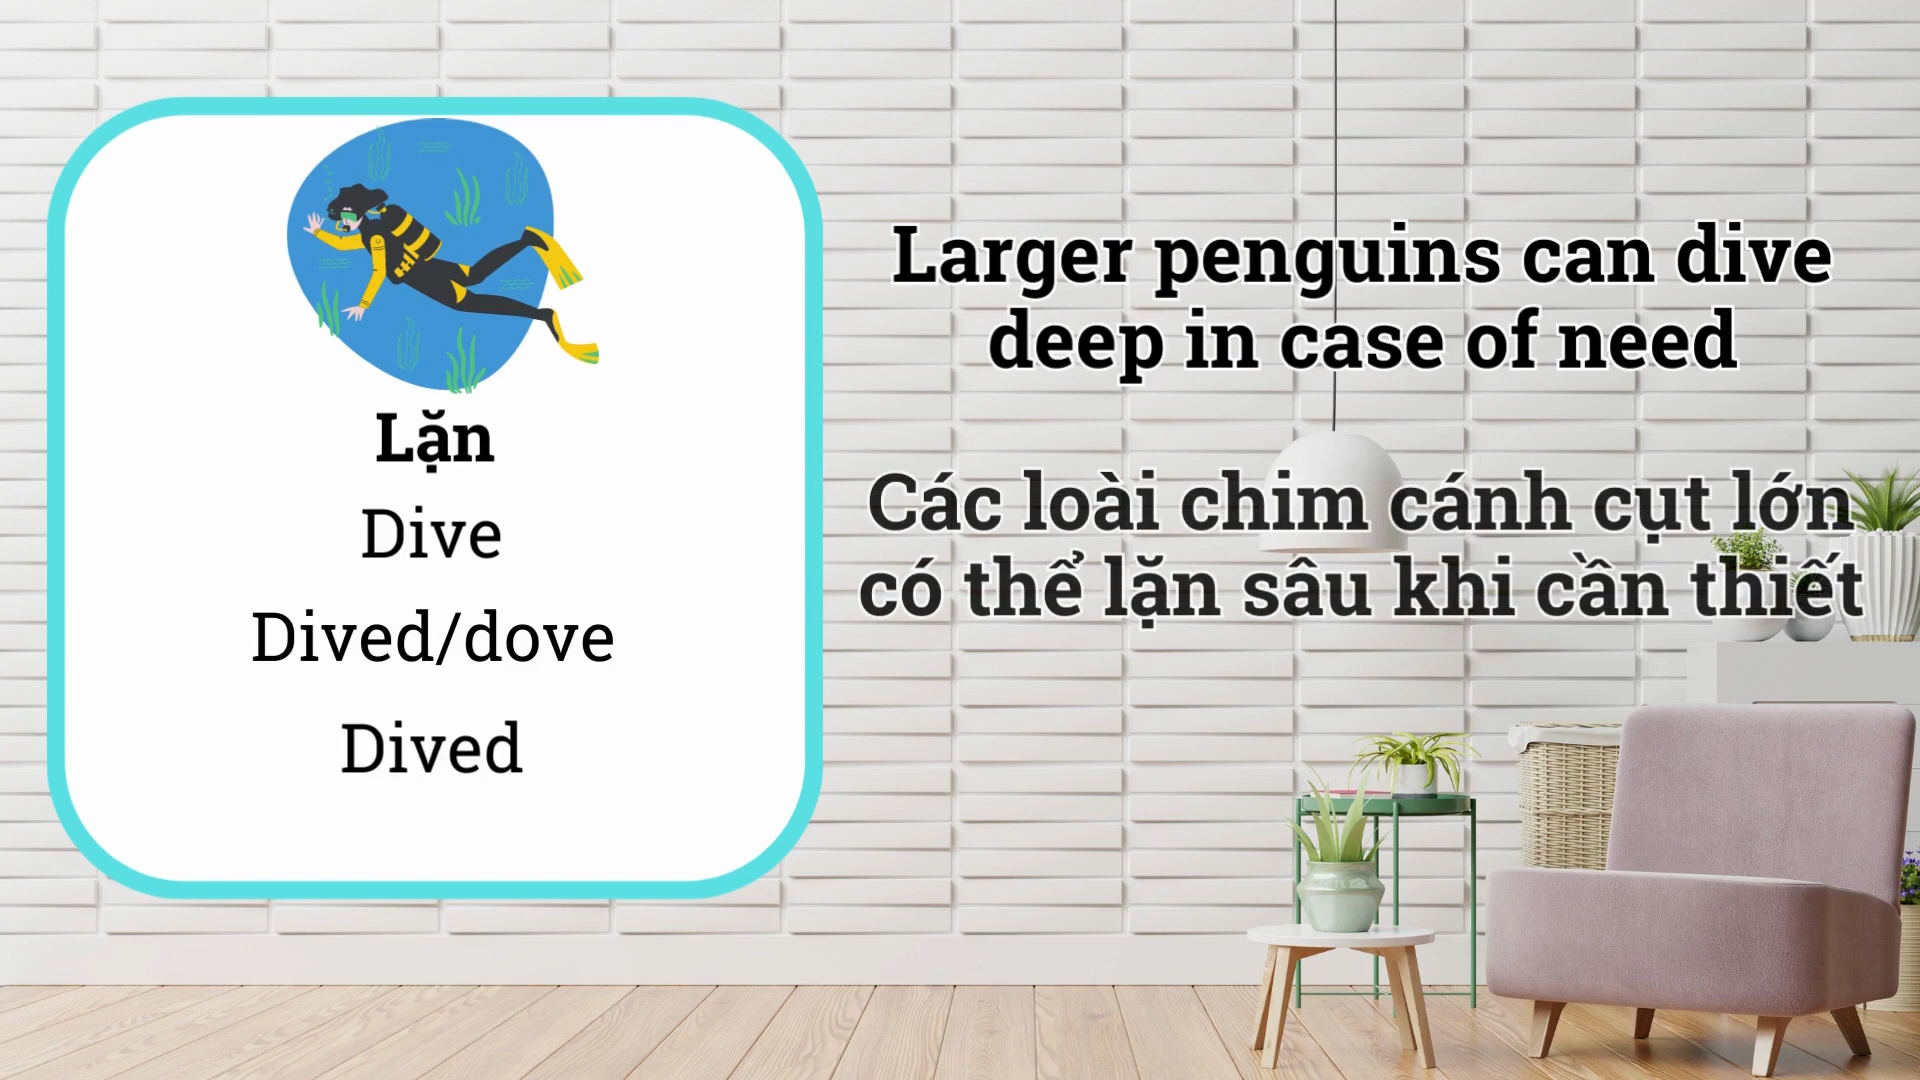 Lặn
Dive
Dived/dove
Dived
Larger penguins can dive
deep in case of need
Các loài chim cánh cụt lớn
có thể lặn sâu khi cần thiết